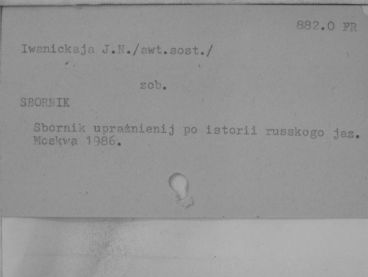 882.0 PR
Iwanickaja J.N./awt.sost./
zob.
SBORNIK
Sbornik upražnienij po istorii russkogo jaz.
Moskwa 1986.